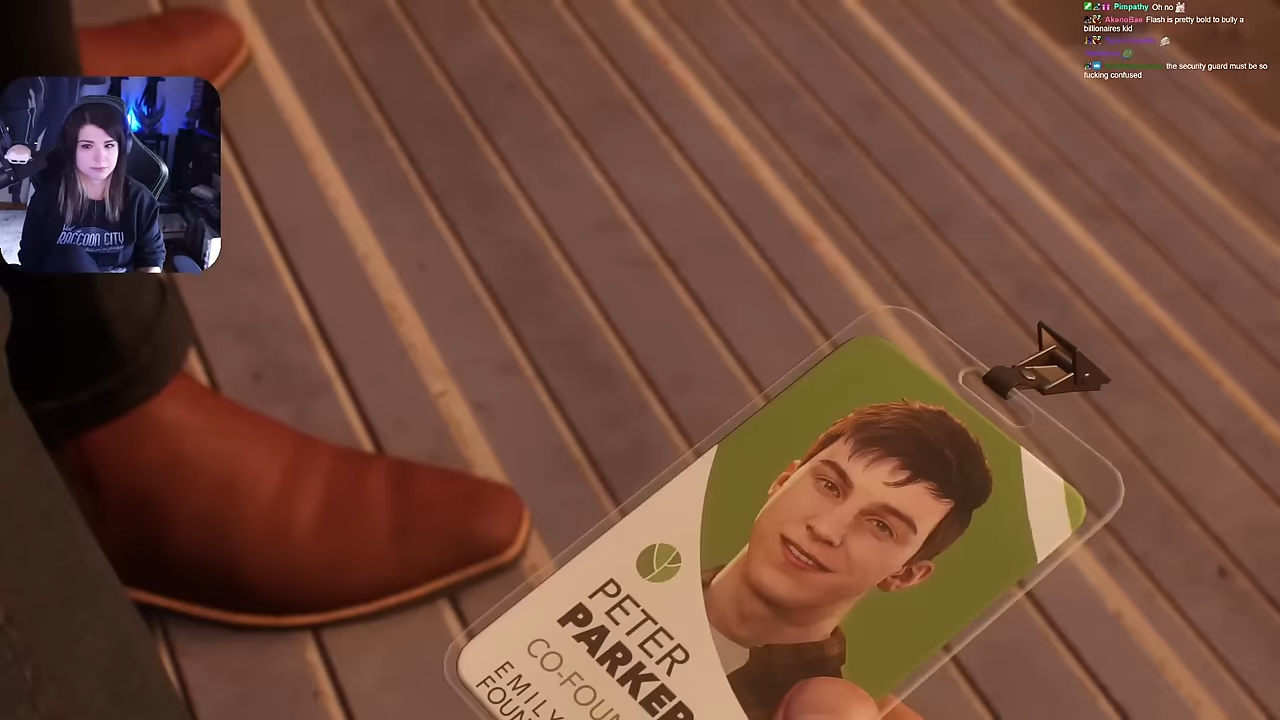 Pimpathy Oh no
AkenoBae Flash is pretty bold to bully a
billionaires kid
the security guard must be so
fucking confused
RACCOON CITY
PETER
PARKER
CO-FOUN
EMILY
FOUN